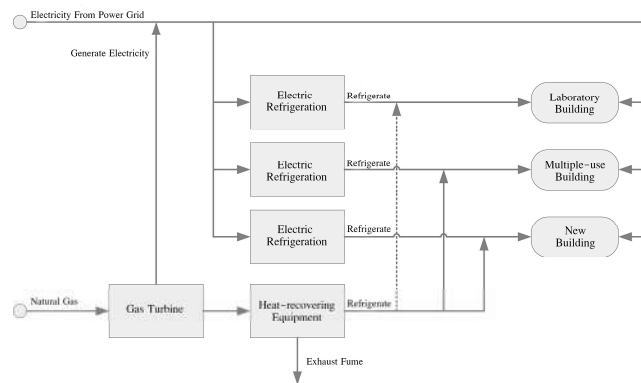 Electricity From Power Grid
Generate Electricity
Electric
Refrigeration
Refrigerate
Laboratory
Building
Electric
Refrigeration
Refrigerate
Multiple-use
Building
Electric
Refrigeration
Refrigerate
New
Building
Natural Gas
Gas Turbine
Heat-recovering
Equipment
Refrigerate
Exhaust Fume